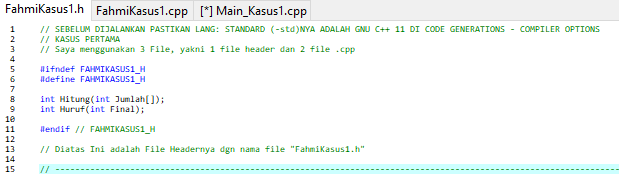 FahmiKasus1.h FahmiKasus1.cpp [*] Main_Kasus1.cpp
1 // SEBELUM DIJALANKAN PASTIKAN LANG: STANDARD (-std)NYA ADALAH GNU C++ 11 DI CODE GENERATIONS - COMPILER OPTIONS
2 // KASUS PERTAMA
3 // Saya menggunakan 3 File, yakni 1 file header dan 2 file .cpp
4
5 #ifndef FAHMIKASUS1_H
6 #define FAHMIKASUS1_H
7
8 int Hitung(int Jumlah[]);
9 int Huruf(int Final);
10
11 #endif // FAHMIKASUS1_H
12
13 // Diatas Ini adalah File Headernya dgn nama file "FahmiKasus1.h"
14
15 // --------------------------------------------------------------------------------------------------------------------